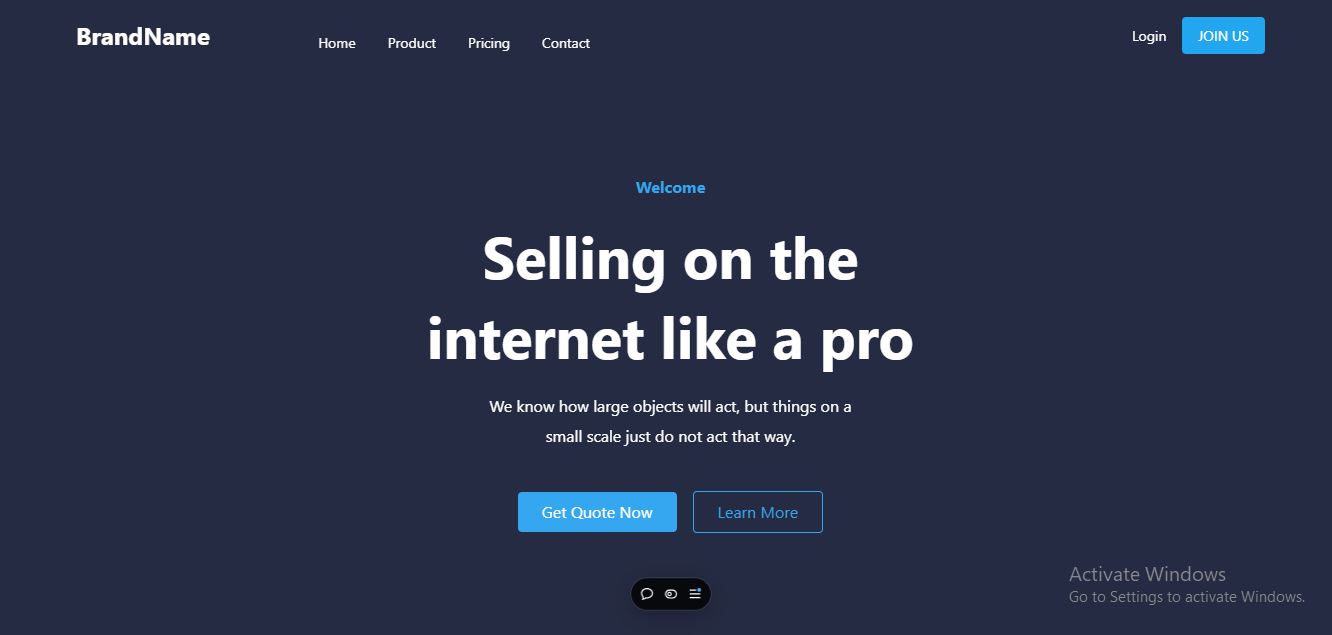 BrandName
Home Product Pricing Contact
Login JOIN US
Welcome
Selling on the
internet like a pro
We know how large objects will act, but things on a
small scale just do not act that way.
Get Quote Now Learn More
Activate Windows
Go to Settings to activate Windows.